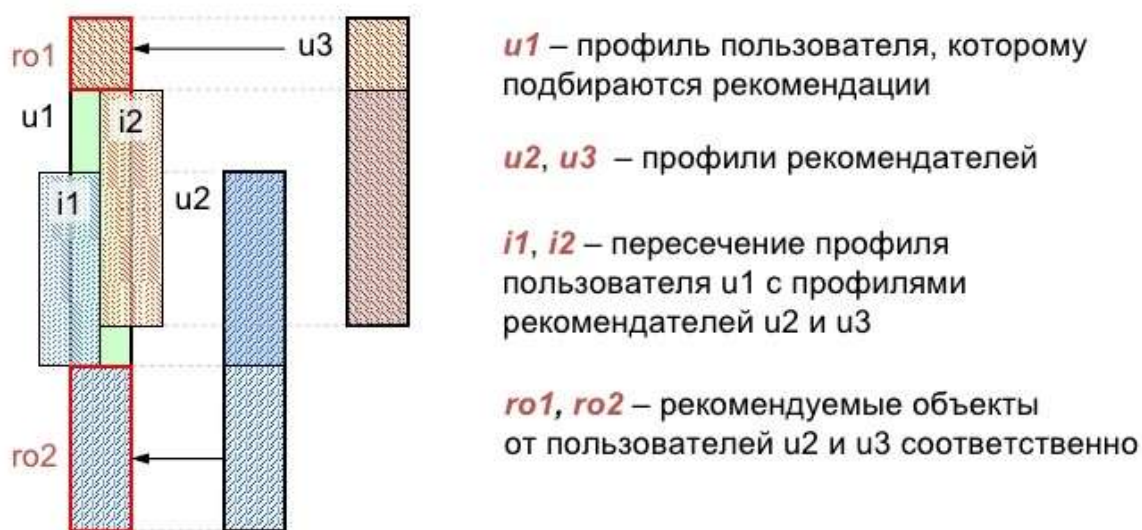 ro1
u3
u1
i2
i1
u2
ro2
u1 – профиль пользователя, которому
подбираются рекомендации
u2, u3 – профили рекомендателей
i1, i2 – пересечение профиля
пользователя u1 с профилями
рекомендателей u2 и u3
ro1, ro2 – рекомендуемые объекты
от пользователей u2 и u3 соответственно